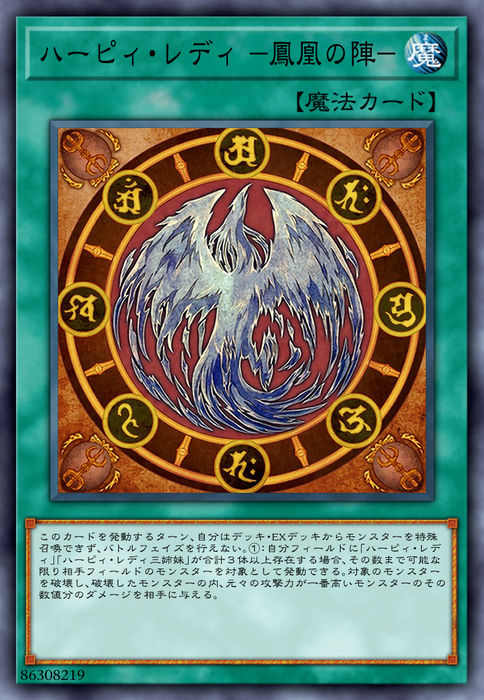 ハーピィ・レディ －鳳凰の陣－
魔
【魔法カード】
このカードを発動するターン、自分はデッキ・EXデッキからモンスターを特殊
召喚できず、バトルフェイズを行えない。①：自分フィールドに「ハーピィ・レデ
ィ」「ハーピィ・レディ三姉妹」が合計３体以上存在する場合、その数まで可能な
限り相手フィールドのモンスターを対象として発動できる。対象のモンスター
を破壊し、破壊したモンスターの内、元々の攻撃力が一番高いモンスターのその
数値分のダメージを相手に与える。
86308219